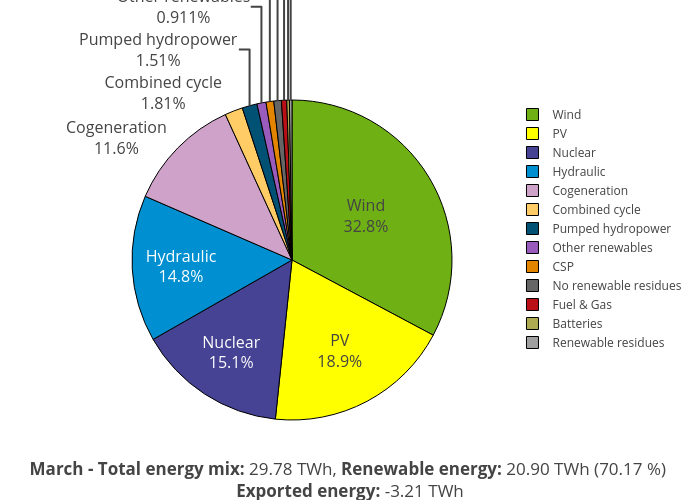 Other renewables
0.911%
Pumped hydropower
1.51%
Combined cycle
1.81%
Cogeneration
11.6%
Wind
32.8%
Hydraulic
14.8%
Nuclear
15.1%
PV
18.9%
Wind
PV
Nuclear
Hydraulic
Cogeneration
Combined cycle
Pumped hydropower
Other renewables
CSP
No renewable residues
Fuel & Gas
Batteries
Renewable residues
March - Total energy mix: 29.78 TWh, Renewable energy: 20.90 TWh (70.17 %)
Exported energy: -3.21 TWh